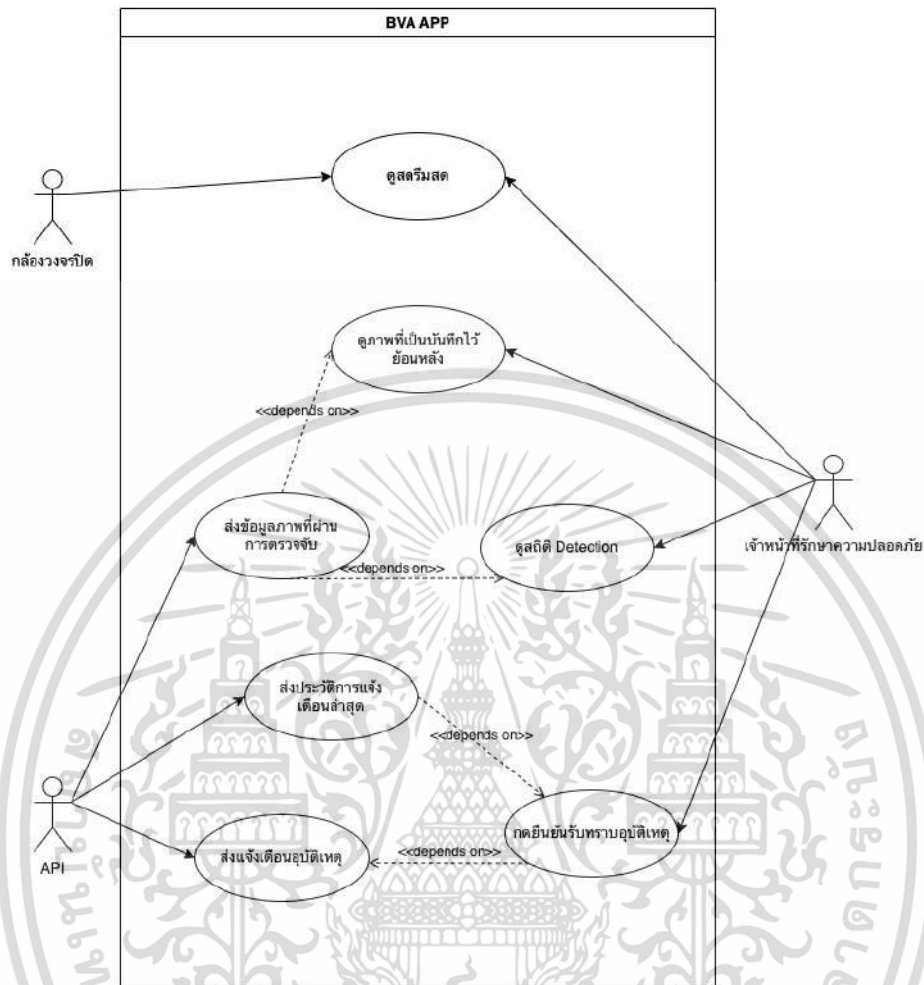 BVA APP
ดูสตรีมสด
กล้องวงจรปิด
ดูภาพที่เป็นบันทึกไว้
ย้อนหลัง
<<depends on>>
ส่งข้อมูลภาพที่ผ่าน
การตรวจจับ
ดูสถิติ Detection
เจ้าหน้าที่รักษาความปลอดภัย
<<depends on>>
ส่งประวัติการแจ้ง
เตือนล่าสุด
<<depends on>>
กดยืนยันรับทราบอุบัติเหตุ
<<depends on>>
ส่งแจ้งเตือนอุบัติเหตุ
API